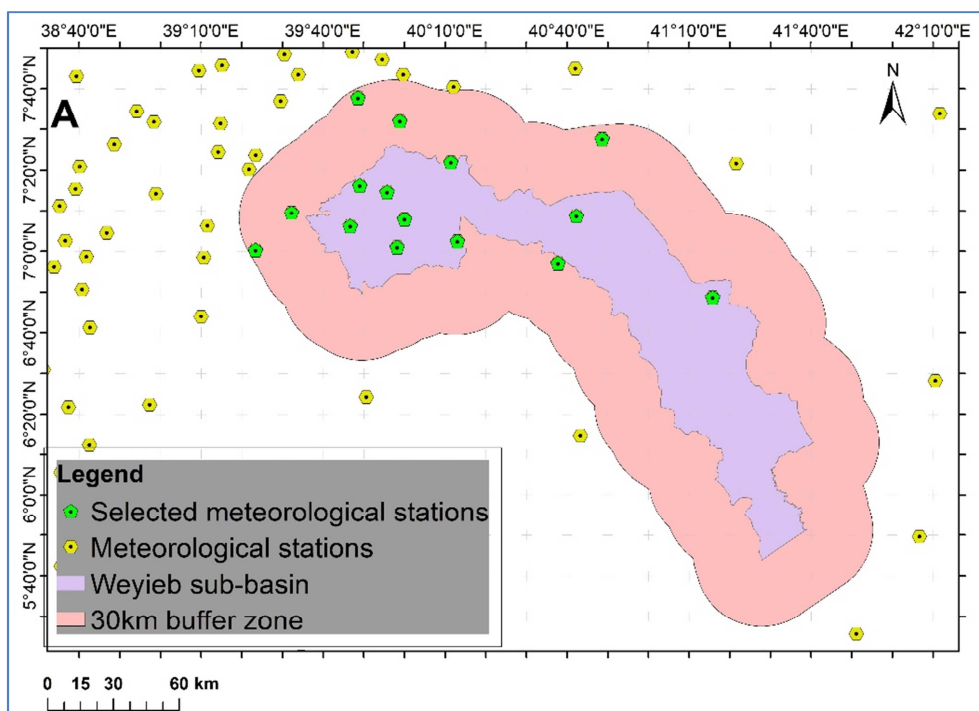 38°40'0"E 39°10'0"E 39°40'0"E 40°10'0"E 40°40'0"E 41°10'0"E 41°40'0"E 42°10'0"E
A
N
7°40'0"N
7°20'0"N
7°0'0"N
6°40'0"N
6°20'0"N
6°0'0"N
5°40'0"N
Legend
Selected meteorological stations
Meteorological stations
Weyieb sub-basin
30km buffer zone
0 15 30 60 km